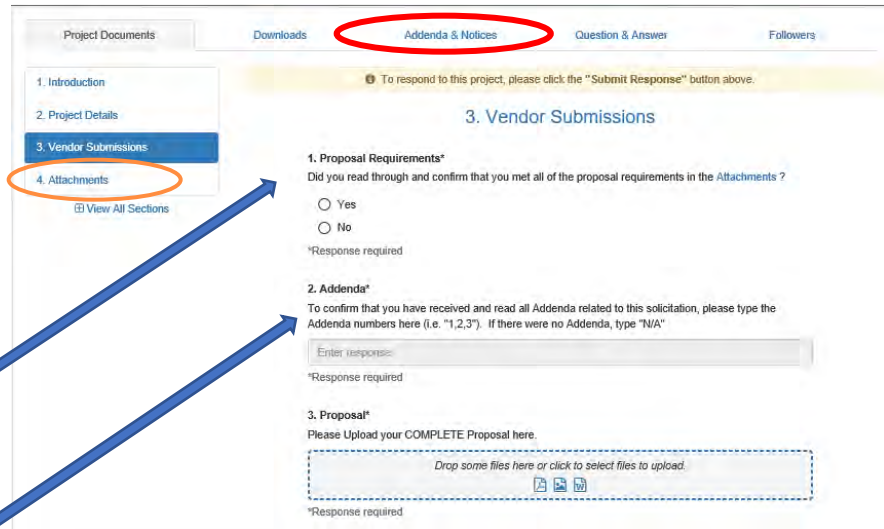 Project Documents
Downloads
Addenda & Notices
Question & Answer
Followers
1. Introduction
2. Project Details
3. Vendor Submissions
4. Attachments
View All Sections
To respond to this project, please click the "Submit Response" button above.
3. Vendor Submissions
1. Proposal Requirements*
Did you read through and confirm that you met all of the proposal requirements in the Attachments ?
Yes
No
*Response required
2. Addenda*
To confirm that you have received and read all Addenda related to this solicitation, please type the
Addenda numbers here (i.e. "1,2,3"). If there were no Addenda, type "N/A"
Enter response
*Response required
3. Proposal*
Please Upload your COMPLETE Proposal here.
Drop some files here or click to select files to upload.
*Response required